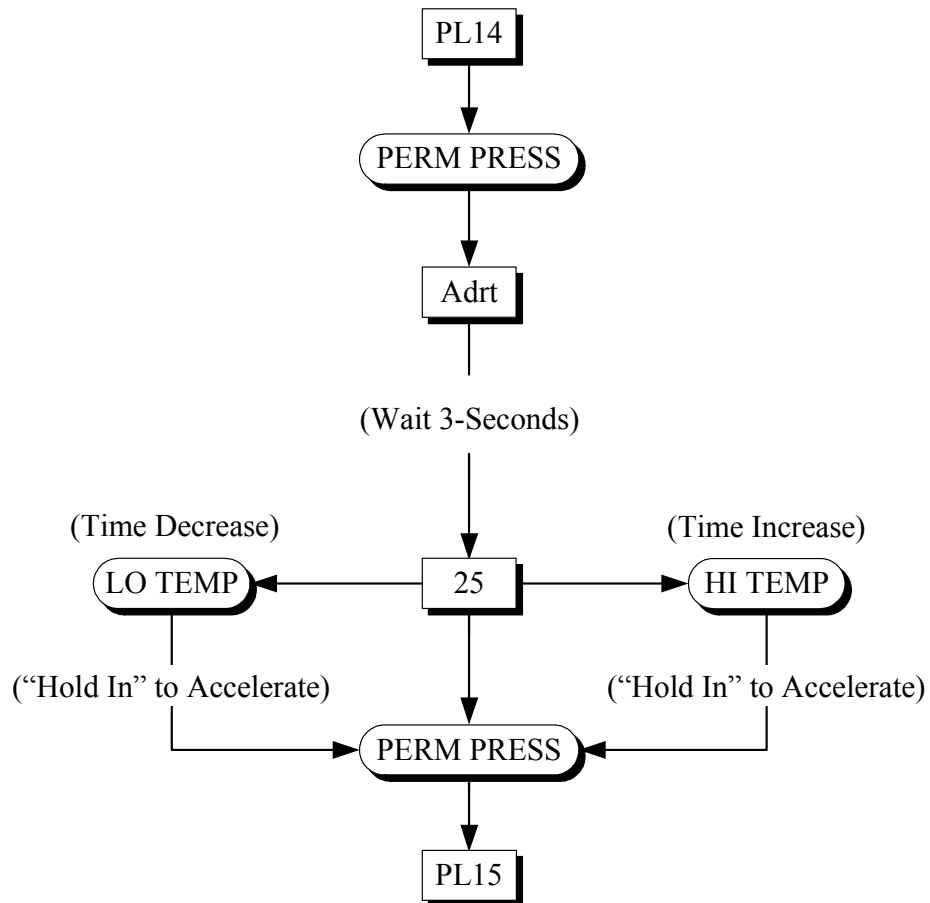 PL14
PERM PRESS
Adrt
(Wait 3-Seconds)
(Time Decrease)
(Time Increase)
LO TEMP
25
HI TEMP
(“Hold In” to Accelerate)
(“Hold In” to Accelerate)
PERM PRESS
PL15